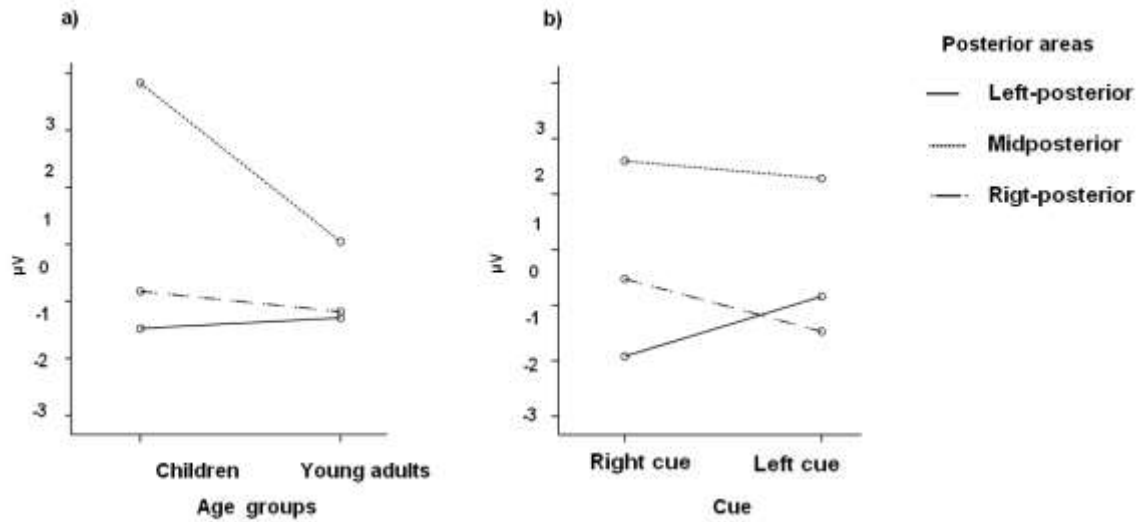 a)
b)
Posterior areas
Left-posterior
Midposterior
Rigt-posterior
µV
3
2
1
0
-1
-2
-3
Children
Young adults
Age groups
µV
3
2
1
0
-1
-2
-3
Right cue
Left cue
Cue